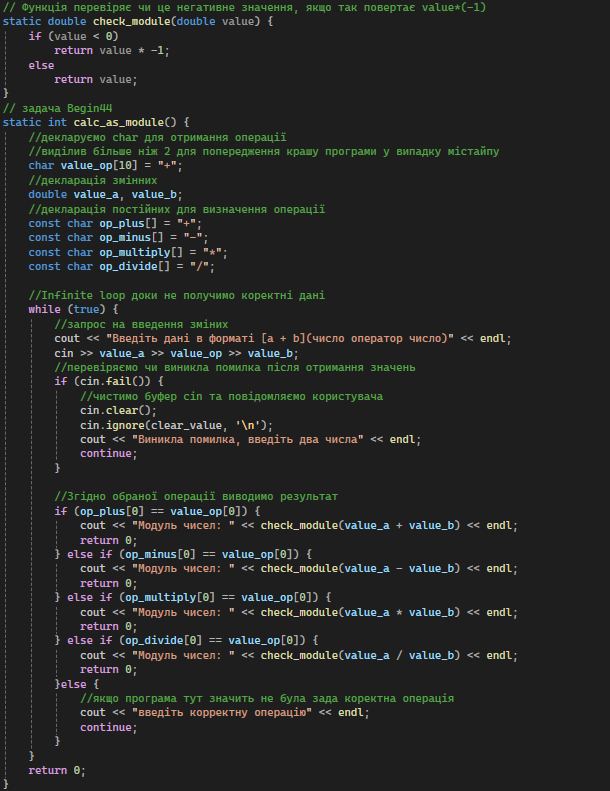 // Функція перевіряє чи це негативне значення, якщо так повертає value*(-1)
static double check_module(double value) {
    if (value < 0)
        return value * -1;
    else
        return value;
}
// задача Begin44
static int calc_as_module() {
    //декларуємо char для отримання операції
    //виділив більше ніж 2 для попередження крашу програми у випадку містайпу
    char value_op[10] = "+";
    //декларація змінних
    double value_a, value_b;
    //декларація постійних для визначення операції
    const char op_plus[] = "+";
    const char op_minus[] = "-";
    const char op_multiply[] = "*";
    const char op_divide[] = "/";

    //Infinite loop доки не получимо коректні дані
    while (true) {
        //запрос на введення зміних
        cout << "Введіть дані в форматі [a + b](число оператор число)" << endl;
        cin >> value_a >> value_op >> value_b;
        //перевіряємо чи виникла помилка після отримання значень
        if (cin.fail()) {
            //чистимо буфер cin та повідомляємо користувача
            cin.clear();
            cin.ignore(clear_value, '\n');
            cout << "Виникла помилка, введіть два числа" << endl;
            continue;
        }

        //Згідно обраної операції виводимо результат
        if (op_plus[0] == value_op[0]) {
            cout << "Модуль чисел: " << check_module(value_a + value_b) << endl;
            return 0;
        } else if (op_minus[0] == value_op[0]) {
            cout << "Модуль чисел: " << check_module(value_a - value_b) << endl;
            return 0;
        } else if (op_multiply[0] == value_op[0]) {
            cout << "Модуль чисел: " << check_module(value_a * value_b) << endl;
            return 0;
        } else if (op_divide[0] == value_op[0]) {
            cout << "Модуль чисел: " << check_module(value_a / value_b) << endl;
            return 0;
        }else {
            //якщо програма тут значить не була зада коректна операція
            cout << "введіть корректну операцію" << endl;
            continue;
        }
    }
    return 0;
}